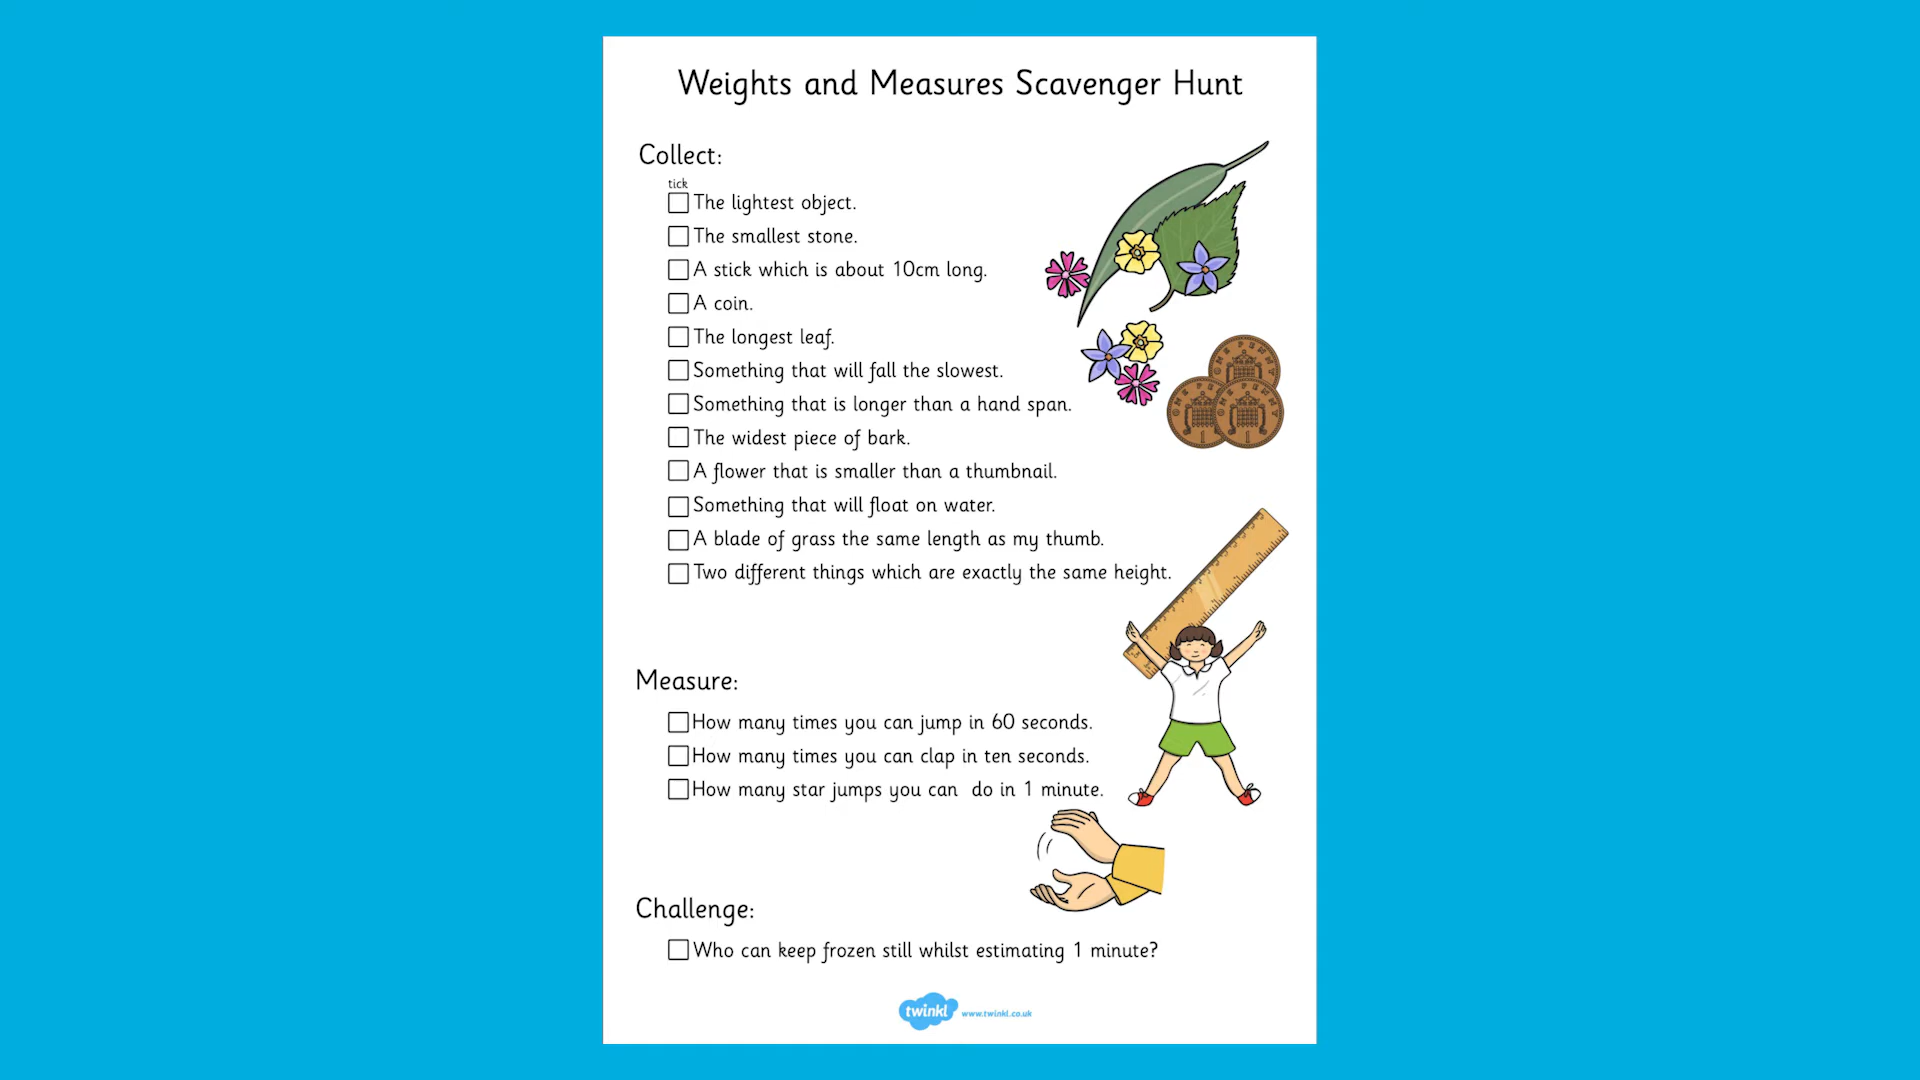 Weights and Measures Scavenger Hunt
Collect:
tick
The lightest object.
The smallest stone.
A stick which is about 10cm long.
A coin.
The longest leaf.
Something that will fall the slowest.
Something that is longer than a hand span.
The widest piece of bark.
A flower that is smaller than a thumbnail.
Something that will float on water.
A blade of grass the same length as my thumb.
Two different things which are exactly the same height.
Measure:
How many times you can jump in 60 seconds.
How many times you can clap in ten seconds.
How many star jumps you can do in 1 minute.
Challenge:
Who can keep frozen still whilst estimating 1 minute?
twinkl www.twinkl.co.uk
ONE PENNY
1
1